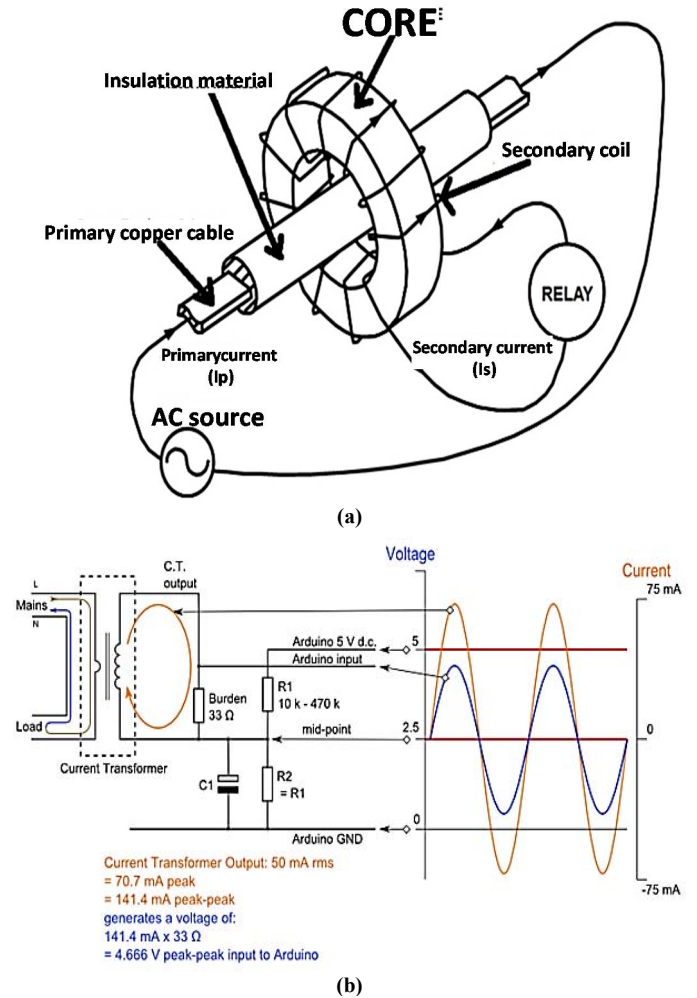 CORE
Insulation material
Secondary coil
Primary copper cable
RELAY
Primarycurrent
(Ip)
Secondary current
(Is)
AC source
(a)
Voltage
C.T.
output
Current
75 mA
L
Mains
N
Arduino 5 V d.c.
5
Arduino input
Burden
33 Ω
R1
10 k - 470 k
mid-point
2.5
0
Load
Current Transformer
C1
R2
= R1
0
Arduino GND
-75 mA
Current Transformer Output: 50 mA rms
= 70.7 mA peak
= 141.4 mA peak-peak
generates a voltage of:
141.4 mA x 33 Ω
= 4.666 V peak-peak input to Arduino
(b)